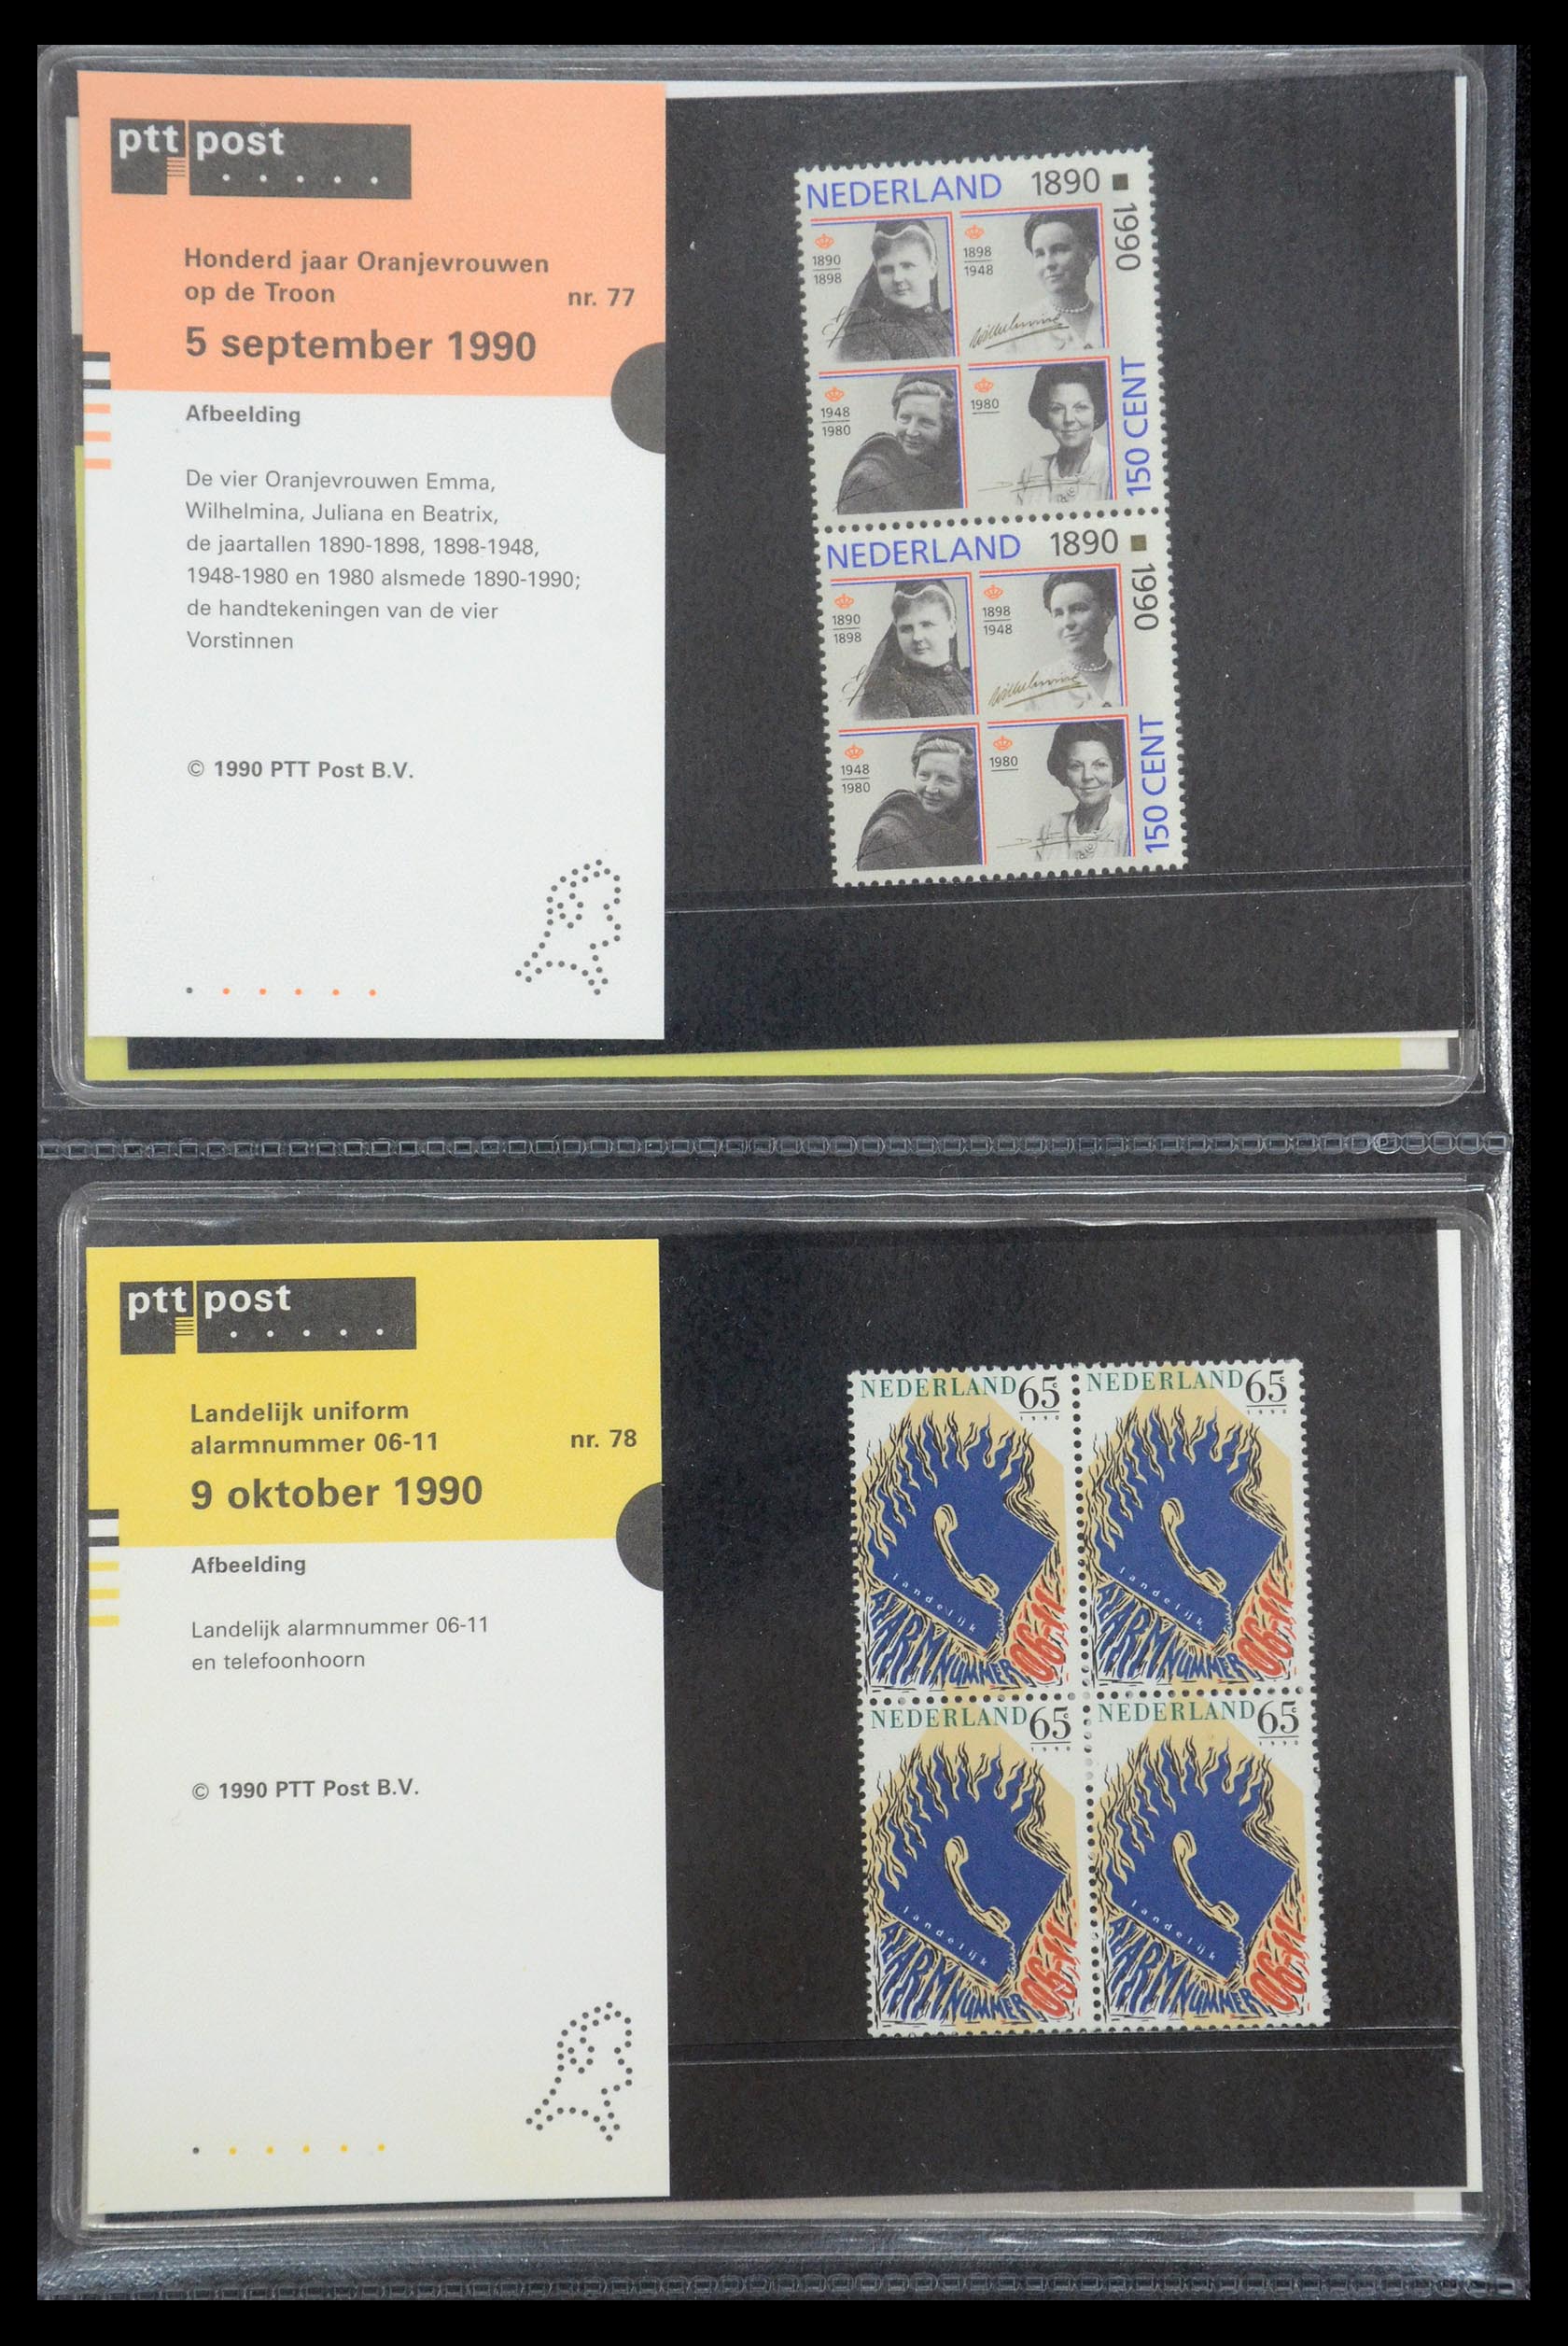 ptt post
Honderd jaar Oranjevrouwen
op de Troon nr. 77
5 september 1990
Afbeelding
De vier Oranjevrouwen Emma,
Wilhelmina, Juliana en Beatrix,
de jaartallen 1890-1898, 1898-1948,
1948-1980 en 1980 alsmede 1890-1990;
de handtekeningen van de vier
Vorstinnen
© 1990 PTT Post B.V.
NEDERLAND 1890
1990
1890
1898
1898
1948
Wilhelmina
1948
1980
1980
150 CENT
NEDERLAND 1890
1990
1890
1898
1898
1948
Wilhelmina
1948
1980
1980
150 CENT
ptt post
Landelijk uniform
alarmnummer 06-11 nr. 78
9 oktober 1990
Afbeelding
Landelijk alarmnummer 06-11
en telefoonhoorn
© 1990 PTT Post B.V.
NEDERLAND 65c
1990
landelijk
ALARMNUMMER 06-11
NEDERLAND 65c
1990
landelijk
ALARMNUMMER 06-11
NEDERLAND 65c
1990
landelijk
ALARMNUMMER 06-11
NEDERLAND 65c
1990
landelijk
ALARMNUMMER 06-11